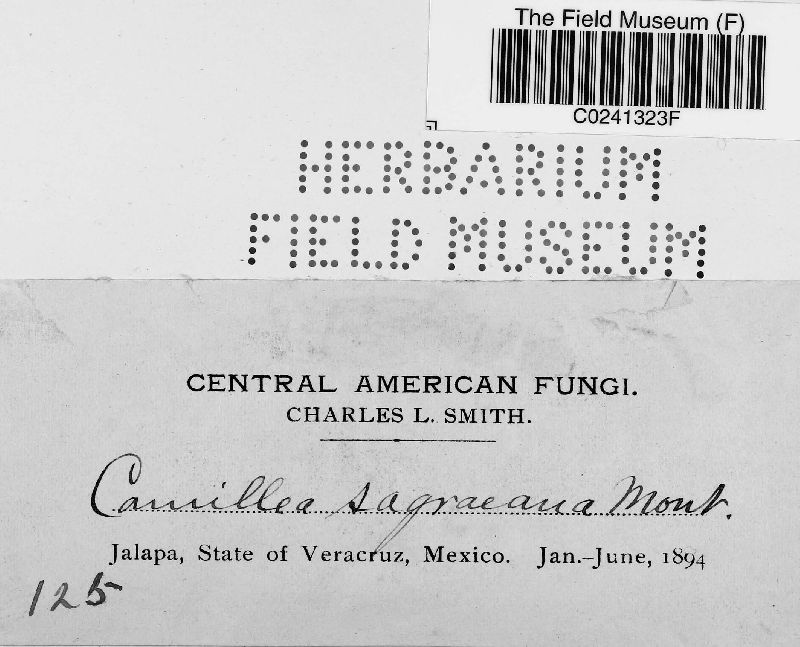 The Field Museum (F)
C0241323F
HERBARIUM
FIELD MUSEUM
CENTRAL AMERICAN FUNGI.
CHARLES L. SMITH.
Camillea sagraeana Mont.
Jalapa, State of Veracruz, Mexico. Jan.-June, 1894
125